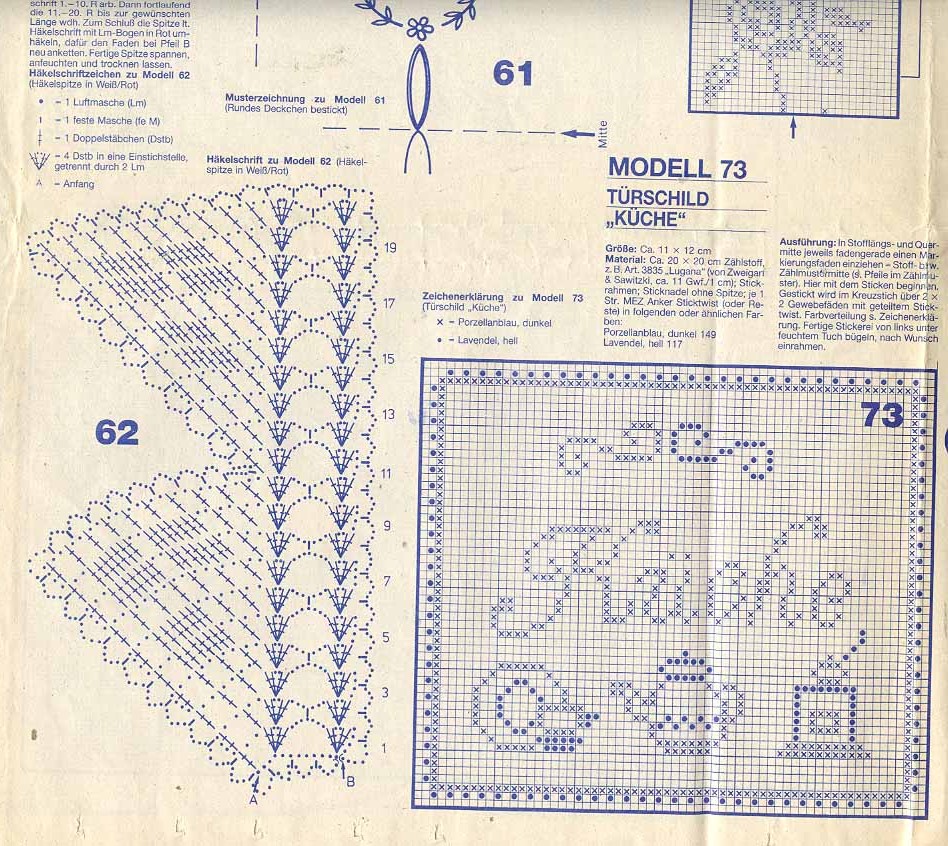 schrift 1.–10. R arb. Dann fortlaufend
die 11.–20. R bis zur gewünschten
Länge wdh. Zum Schluß die Spitze lt.
Häkelschrift mit Lm-Bogen in Rot um-
häkeln, dafür den Faden bei Pfeil B
neu anketten. Fertige Spitze spannen,
anfeuchten und trocknen lassen.
Häkelschriftzeichen zu Modell 62
(Häkelspitze in Weiß/Rot)
• – 1 Luftmasche (Lm)
ı – 1 feste Masche (fe M)
ǂ – 1 Doppelstäbchen (Dstb)
– 4 Dstb in eine Einstichstelle,
getrennt durch 2 Lm
A – Anfang
Musterzeichnung zu Modell 61
(Rundes Deckchen bestickt)
61
Mitte
Häkelschrift zu Modell 62 (Häkel-
spitze in Weiß/Rot)
62
19
17
15
13
11
9
7
5
3
1
A
B
MODELL 73
TÜRSCHILD
„KÜCHE“
Größe: Ca. 11 × 12 cm
Material: Ca. 20 × 20 cm Zählstoff,
z. B. Art. 3835 „Lugana“ (von Zweigart
& Sawitzki, ca. 11 Gwf./1 cm); Stick-
rahmen; Sticknadel ohne Spitze; je 1
Str. MEZ Anker Sticktwist (oder Re-
ste) in folgenden oder ähnlichen Far-
ben:
Porzellanblau, dunkel 149
Lavendel, hell 117
Ausführung: In Stofflängs- und Quer-
mitte jeweils fadengerade einen Mar-
kierungsfaden einziehen – Stoff- bzw.
Zählmustermitte (s. Pfeile im Zählmu-
ster). Hier mit dem Sticken beginnen.
Gestickt wird im Kreuzstich über 2 ×
2 Gewebefäden mit geteiltem Stick-
twist. Farbverteilung s. Zeichenerklä-
rung. Fertige Stickerei von links unter
feuchtem Tuch bügeln, nach Wunsch
einrahmen.
Zeichenerklärung zu Modell 73
(Türschild „Küche“)
× – Porzellanblau, dunkel
• – Lavendel, hell
73
Küche